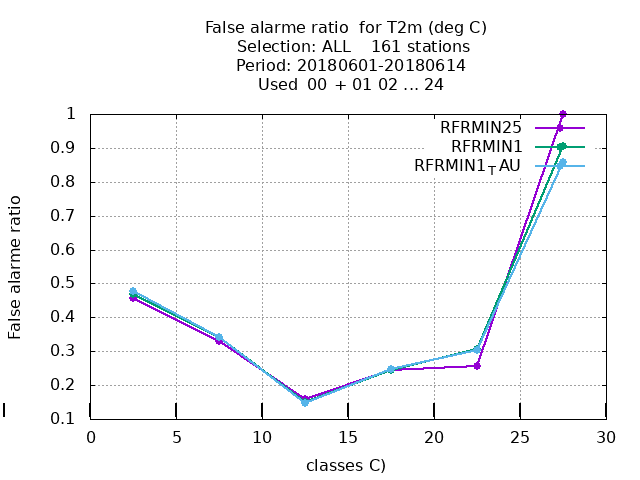 False alarme ratio  for T2m (deg C)
Selection: ALL    161 stations
Period: 20180601-20180614
Used  00  + 01 02 ... 24
1
0.9
0.8
0.7
0.6
0.5
0.4
0.3
0.2
0.1
False alarme ratio
RFRMIN25
RFRMIN1
RFRMIN1TAU
0 5 10 15 20 25 30
classes C)